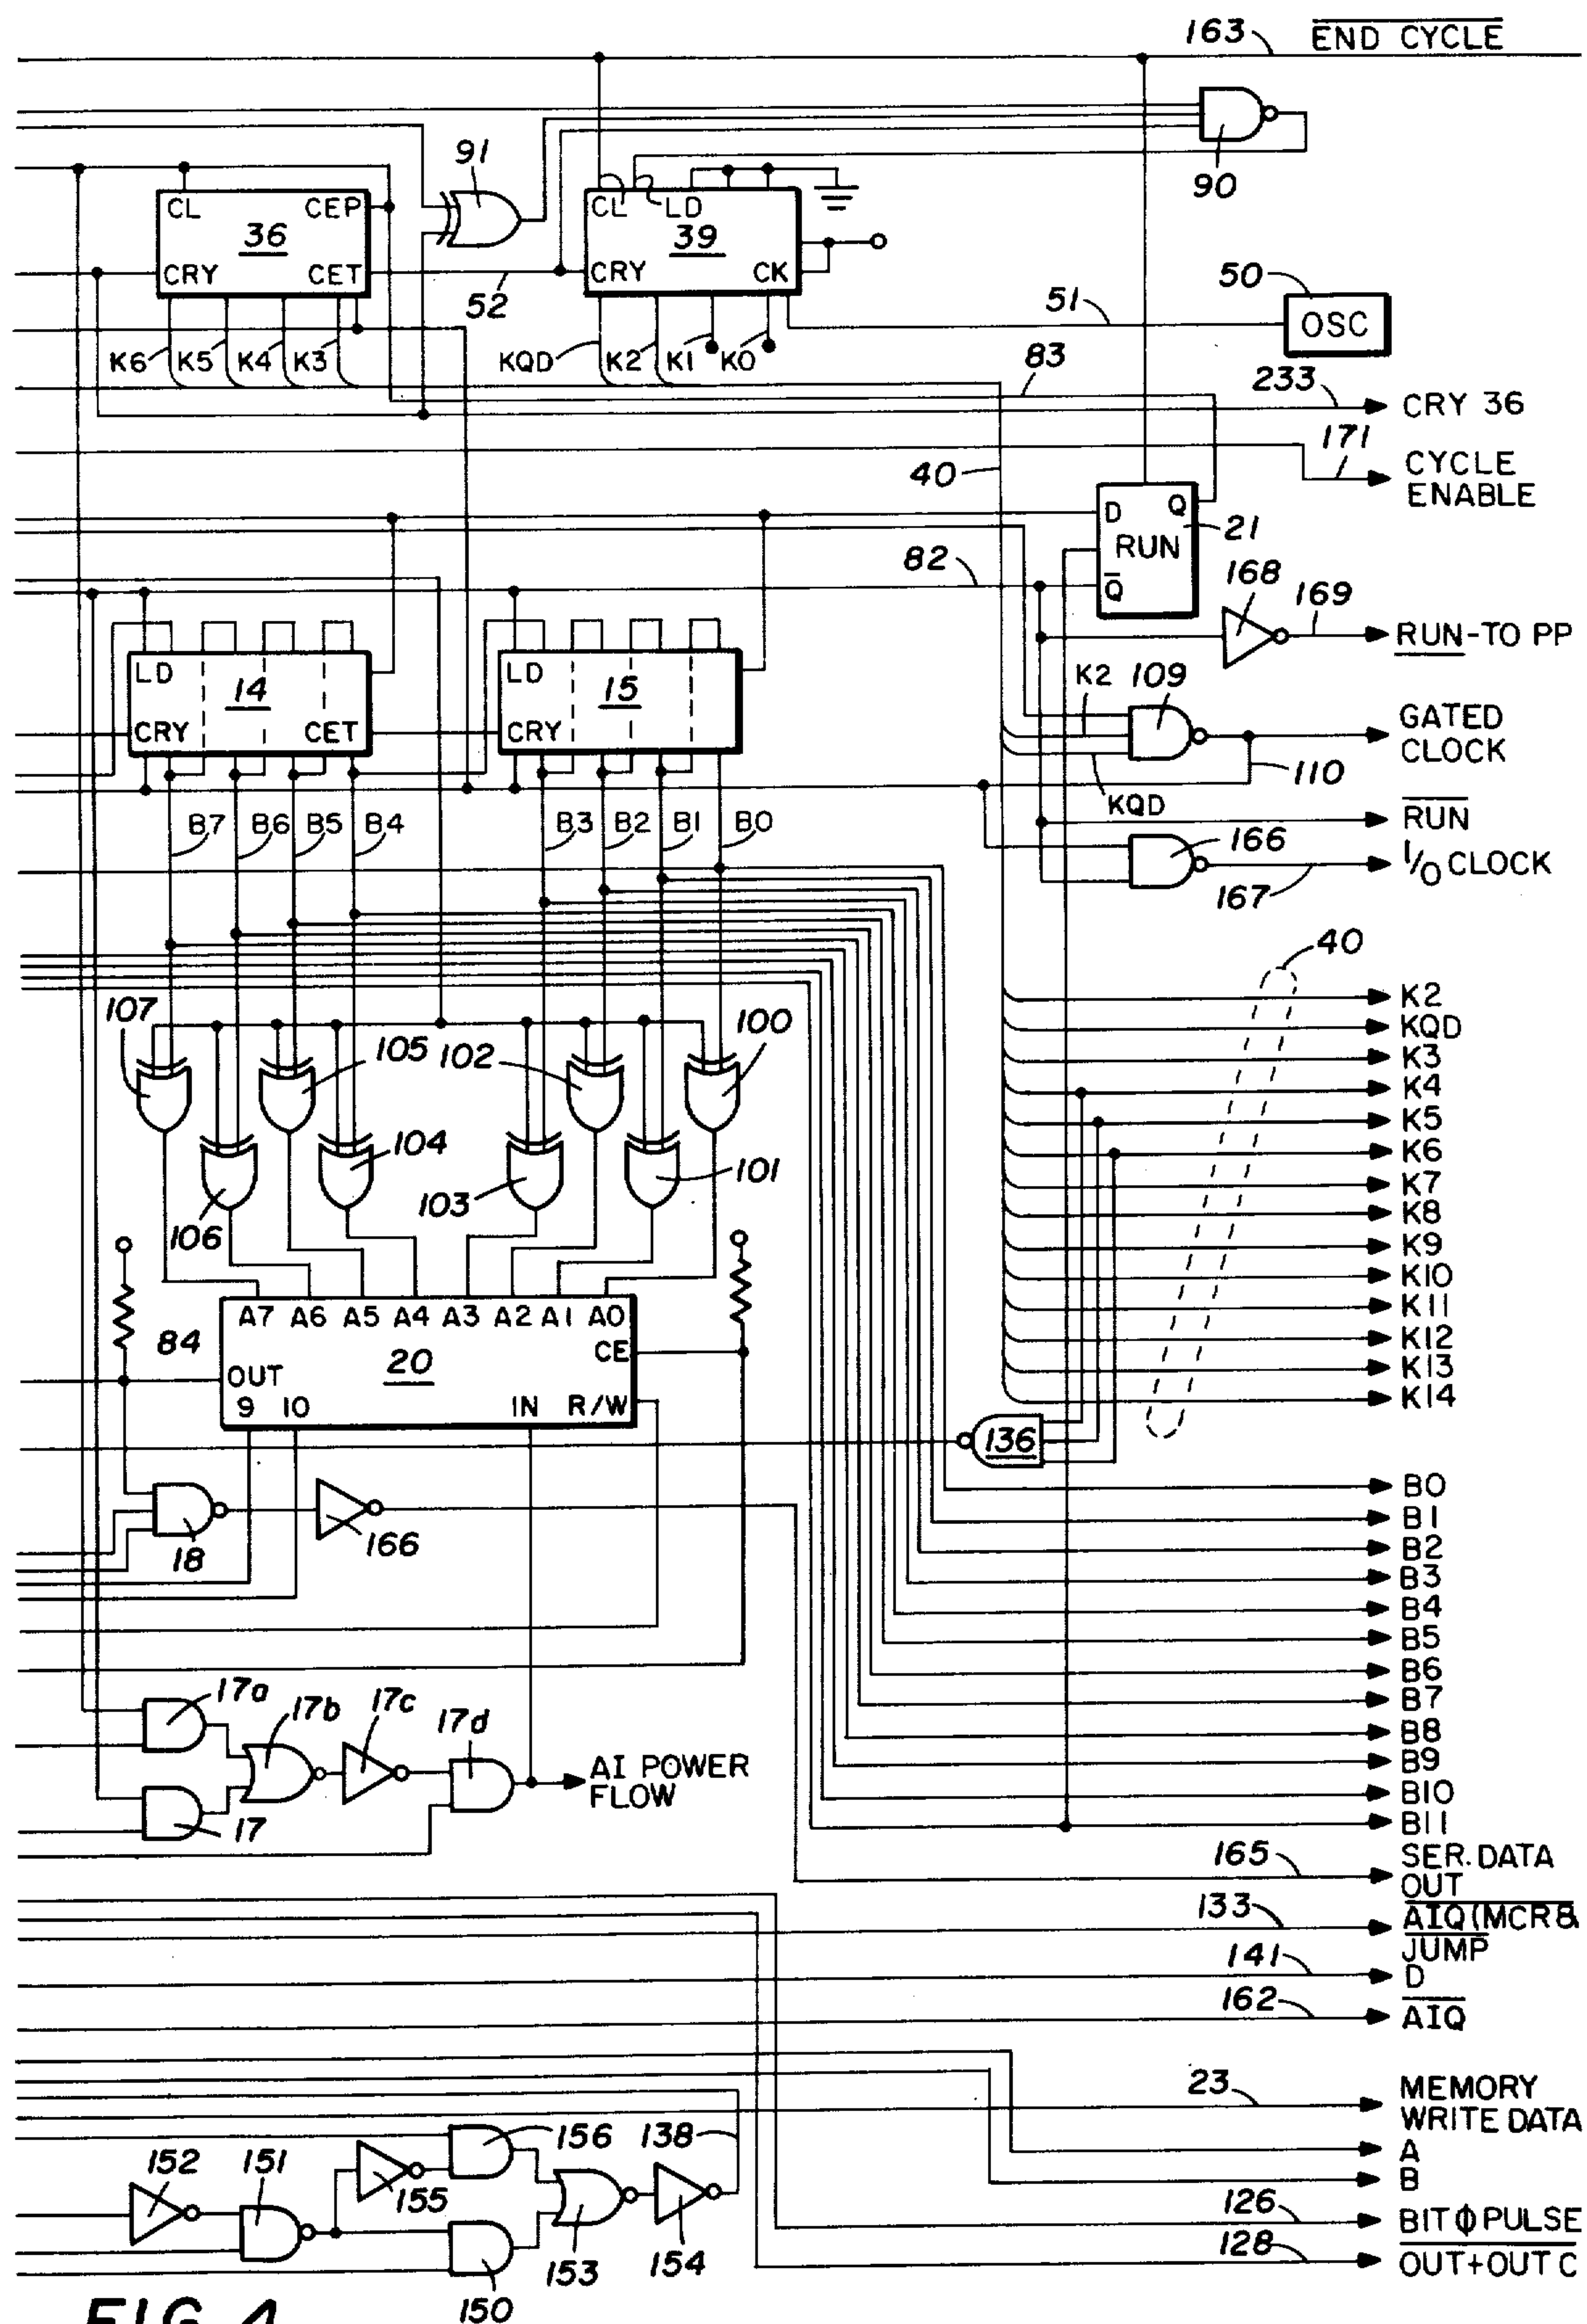 163 END CYCLE
91
90
CL CEP
36
CRY CET
CL LD
39
CRY CK
52
50
51
OSC
K6 K5 K4 K3
KQD K2 K1 K0
83
233
CRY 36
171
CYCLE
ENABLE
40
D Q
RUN
Q
21
82
168
169
RUN-TO PP
LD
14
CRY CET
LD
15
CRY
K2
109
GATED
CLOCK
110
KQD
B7 B6 B5 B4
B3 B2 B1 B0
RUN
166
I/O CLOCK
167
40
107
105
102
100
106
104
103
101
K2
KQD
K3
K4
K5
K6
K7
K8
K9
K10
K11
K12
K13
K14
84
A7 A6 A5 A4 A3 A2 A1 A0
20
CE
OUT
9 10 IN R/W
136
18
166
B0
B1
B2
B3
B4
B5
B6
B7
B8
B9
B10
B11
17a
17b
17c
17d
17
AI POWER
FLOW
165
SER. DATA
OUT
133
AIQ(MCR&
JUMP
141
D
162
AIQ
23
MEMORY
WRITE DATA
A
B
152
151
155
156
138
153
154
150
126
BIT ϕ PULSE
128
OUT+OUT C
FIG. 4